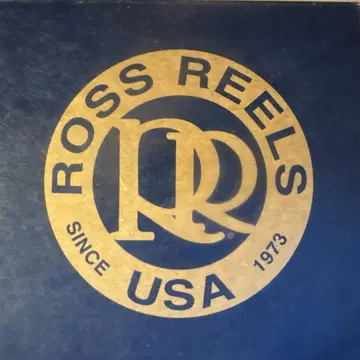 ROSS REELS
RR®
SINCE 1973
USA